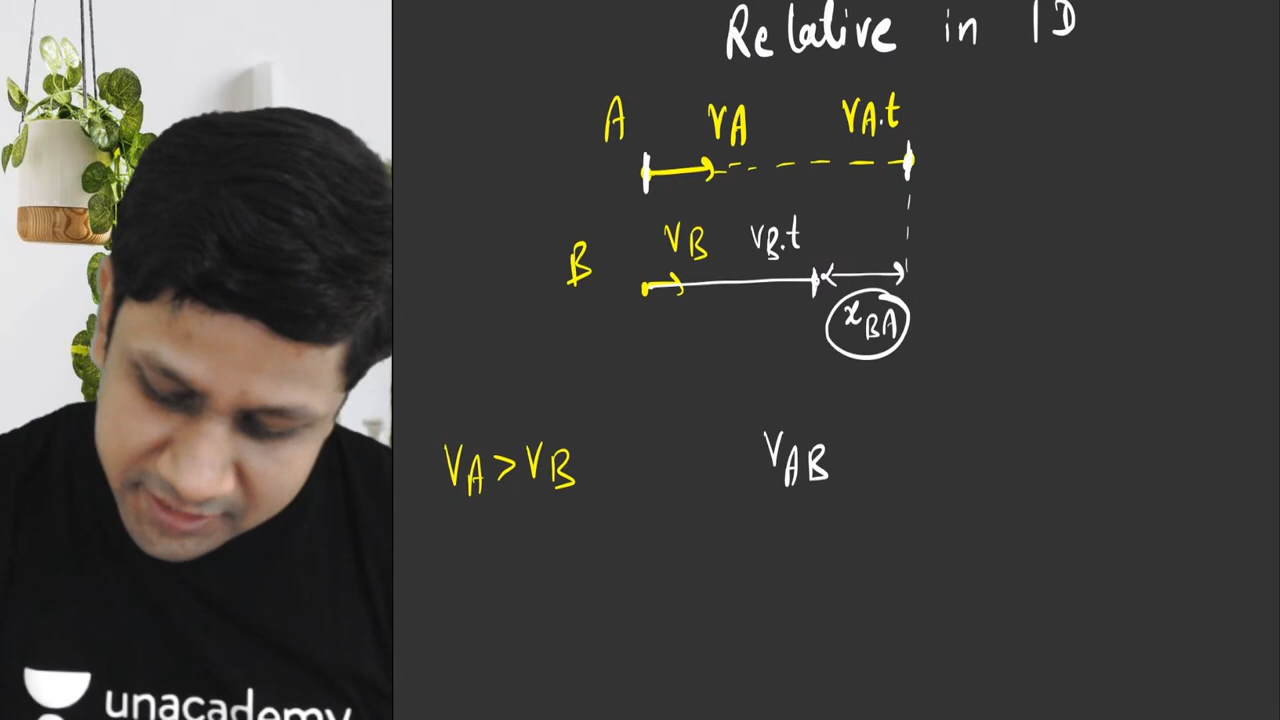 Relative in 1D
A vA vA.t
B vB vB.t
xBA
vA > vB vAB
unacademy